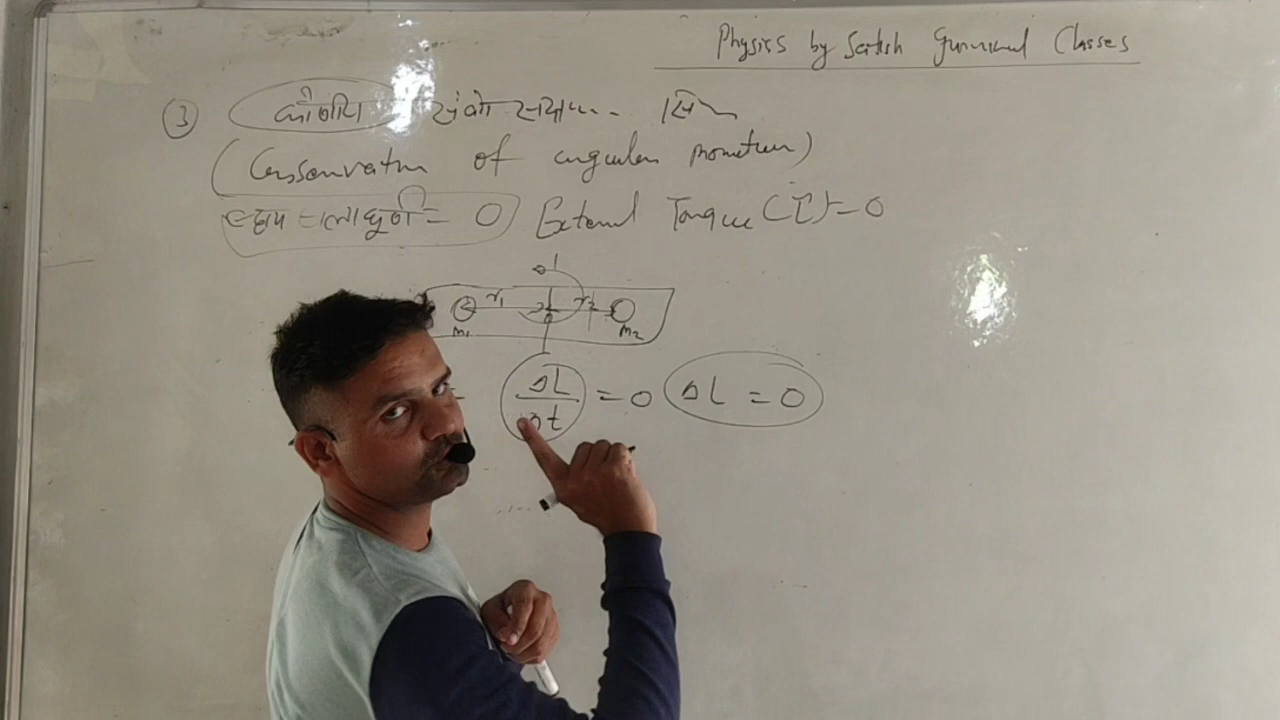 Physics by Satish Gurukul Classes
3 कोणीय संवेग संरक्षण
(Conservation of angular momentum)
बाह्य बलाघूर्ण = 0 External Torque (τ) = 0
r₁ r₂
m₁ m₂
ΔL/Δt = 0 ΔL = 0